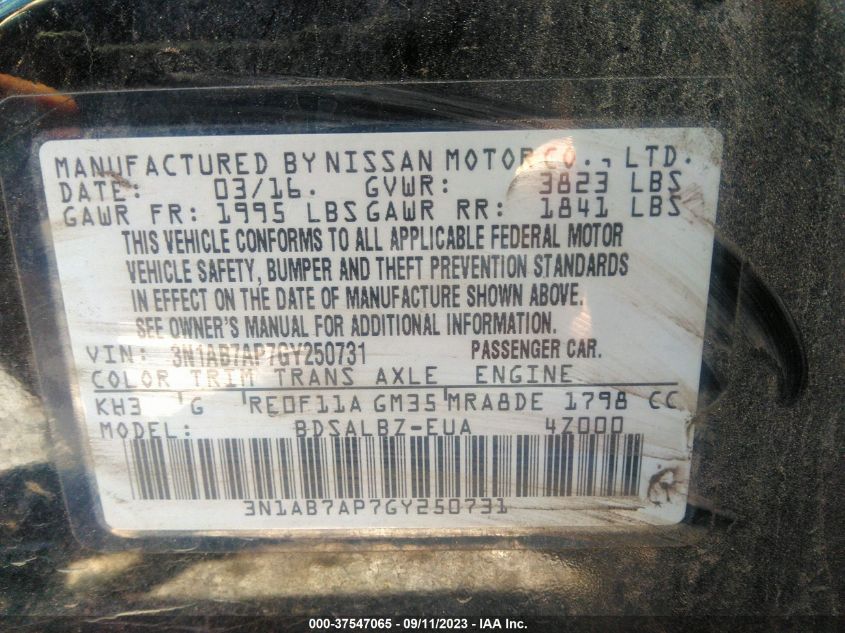 MANUFACTURED BY NISSAN MOTOR CO., LTD.
DATE: 03/16. GVWR: 3823 LBS
GAWR FR: 1995 LBS GAWR RR: 1841 LBS
THIS VEHICLE CONFORMS TO ALL APPLICABLE FEDERAL MOTOR
VEHICLE SAFETY, BUMPER AND THEFT PREVENTION STANDARDS
IN EFFECT ON THE DATE OF MANUFACTURE SHOWN ABOVE.
SEE OWNER'S MANUAL FOR ADDITIONAL INFORMATION.
VIN: 3N1AB7AP7GY250731 PASSENGER CAR.
COLOR TRIM TRANS AXLE ENGINE
KH3 G RE0F11A GM35 MRA8DE 1798 CC
MODEL: BDSALBZ-EUA 4Z000
3N1AB7AP7GY250731
000-37547065 - 09/11/2023 - IAA Inc.